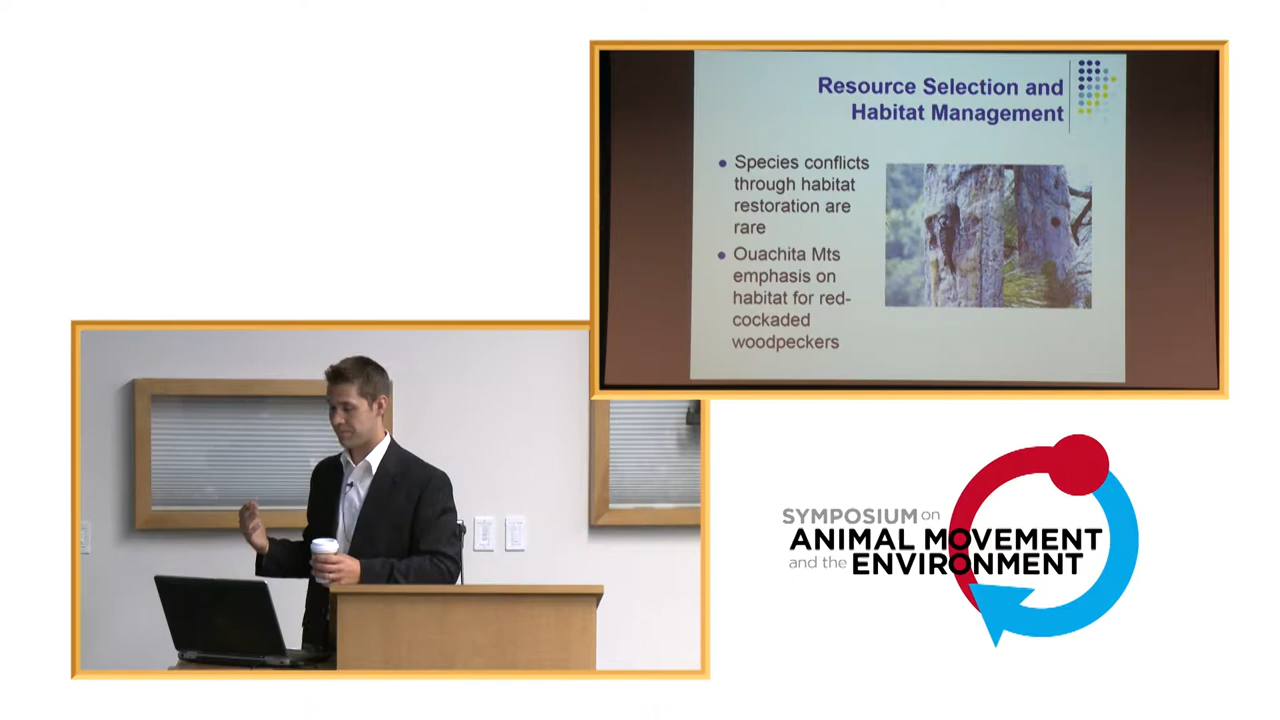 Resource Selection and
Habitat Management
Species conflicts
through habitat
restoration are
rare
Ouachita Mts
emphasis on
habitat for red-
cockaded
woodpeckers
SYMPOSIUM on
ANIMAL MOVEMENT
and the ENVIRONMENT